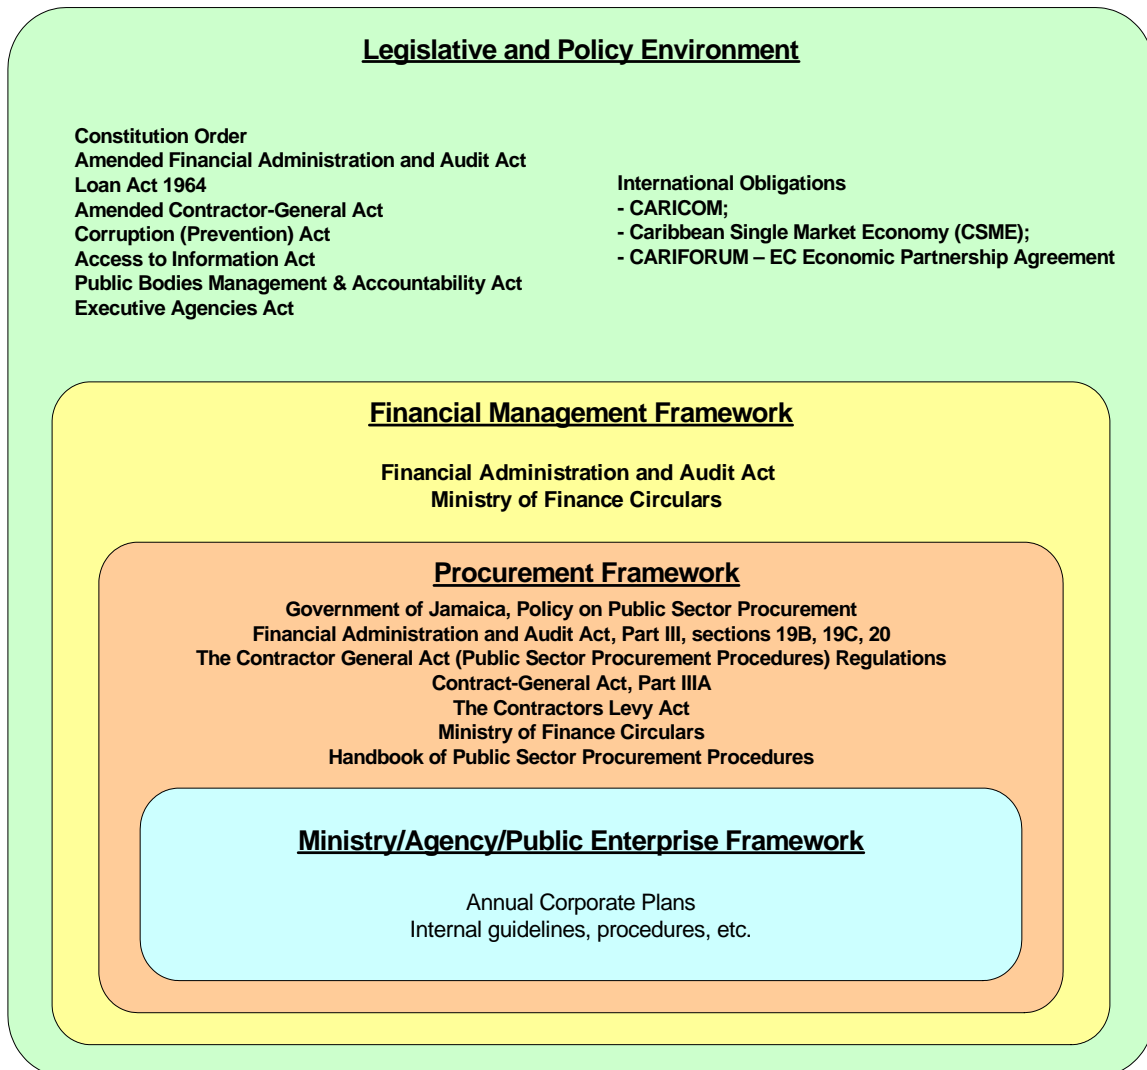 Legislative and Policy Environment
Constitution Order
Amended Financial Administration and Audit Act
Loan Act 1964
Amended Contractor-General Act
Corruption (Prevention) Act
Access to Information Act
Public Bodies Management & Accountability Act
Executive Agencies Act
International Obligations
- CARICOM;
- Caribbean Single Market Economy (CSME);
- CARIFORUM – EC Economic Partnership Agreement
Financial Management Framework
Financial Administration and Audit Act
Ministry of Finance Circulars
Procurement Framework
Government of Jamaica, Policy on Public Sector Procurement
Financial Administration and Audit Act, Part III, sections 19B, 19C, 20
The Contractor General Act (Public Sector Procurement Procedures) Regulations
Contract-General Act, Part IIIA
The Contractors Levy Act
Ministry of Finance Circulars
Handbook of Public Sector Procurement Procedures
Ministry/Agency/Public Enterprise Framework
Annual Corporate Plans
Internal guidelines, procedures, etc.